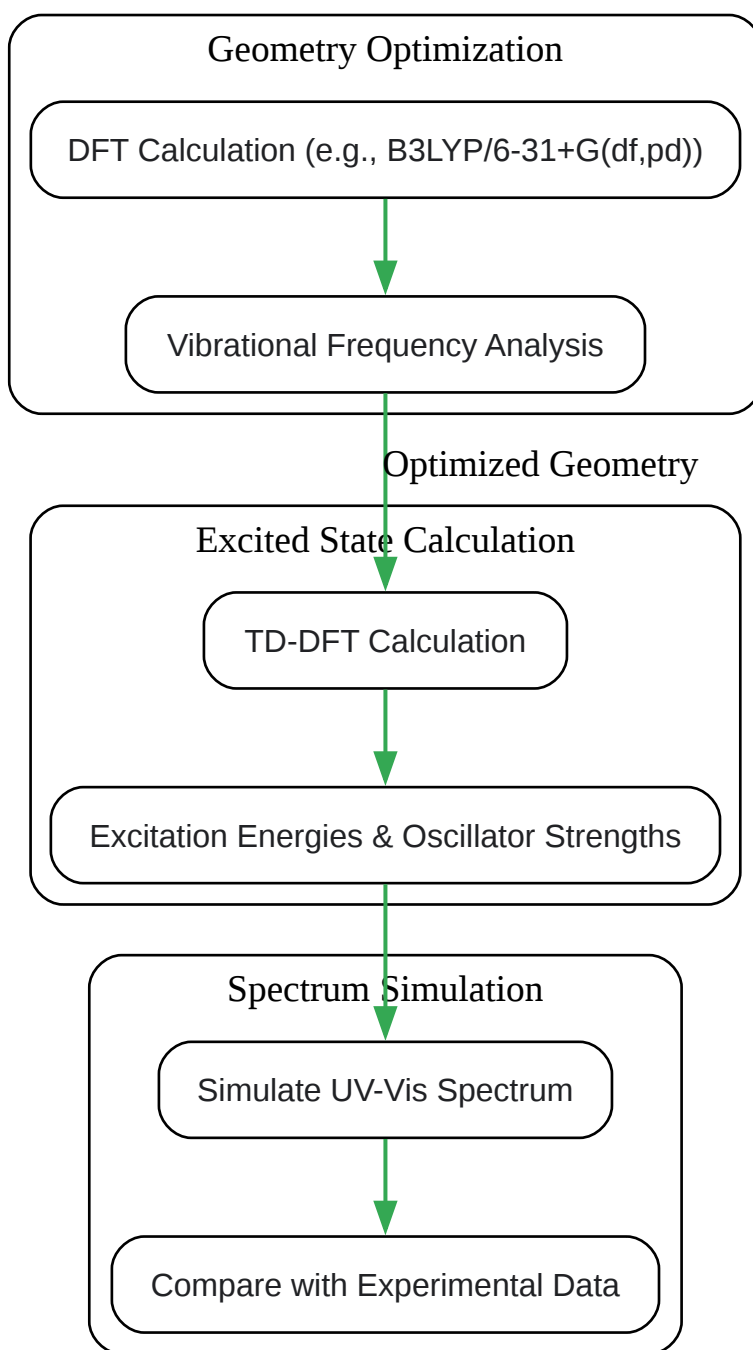 Geometry Optimization
DFT Calculation (e.g., B3LYP/6-31+G(df,pd))
Vibrational Frequency Analysis
Optimized Geometry
Excited State Calculation
TD-DFT Calculation
Excitation Energies & Oscillator Strengths
Spectrum Simulation
Simulate UV-Vis Spectrum
Compare with Experimental Data